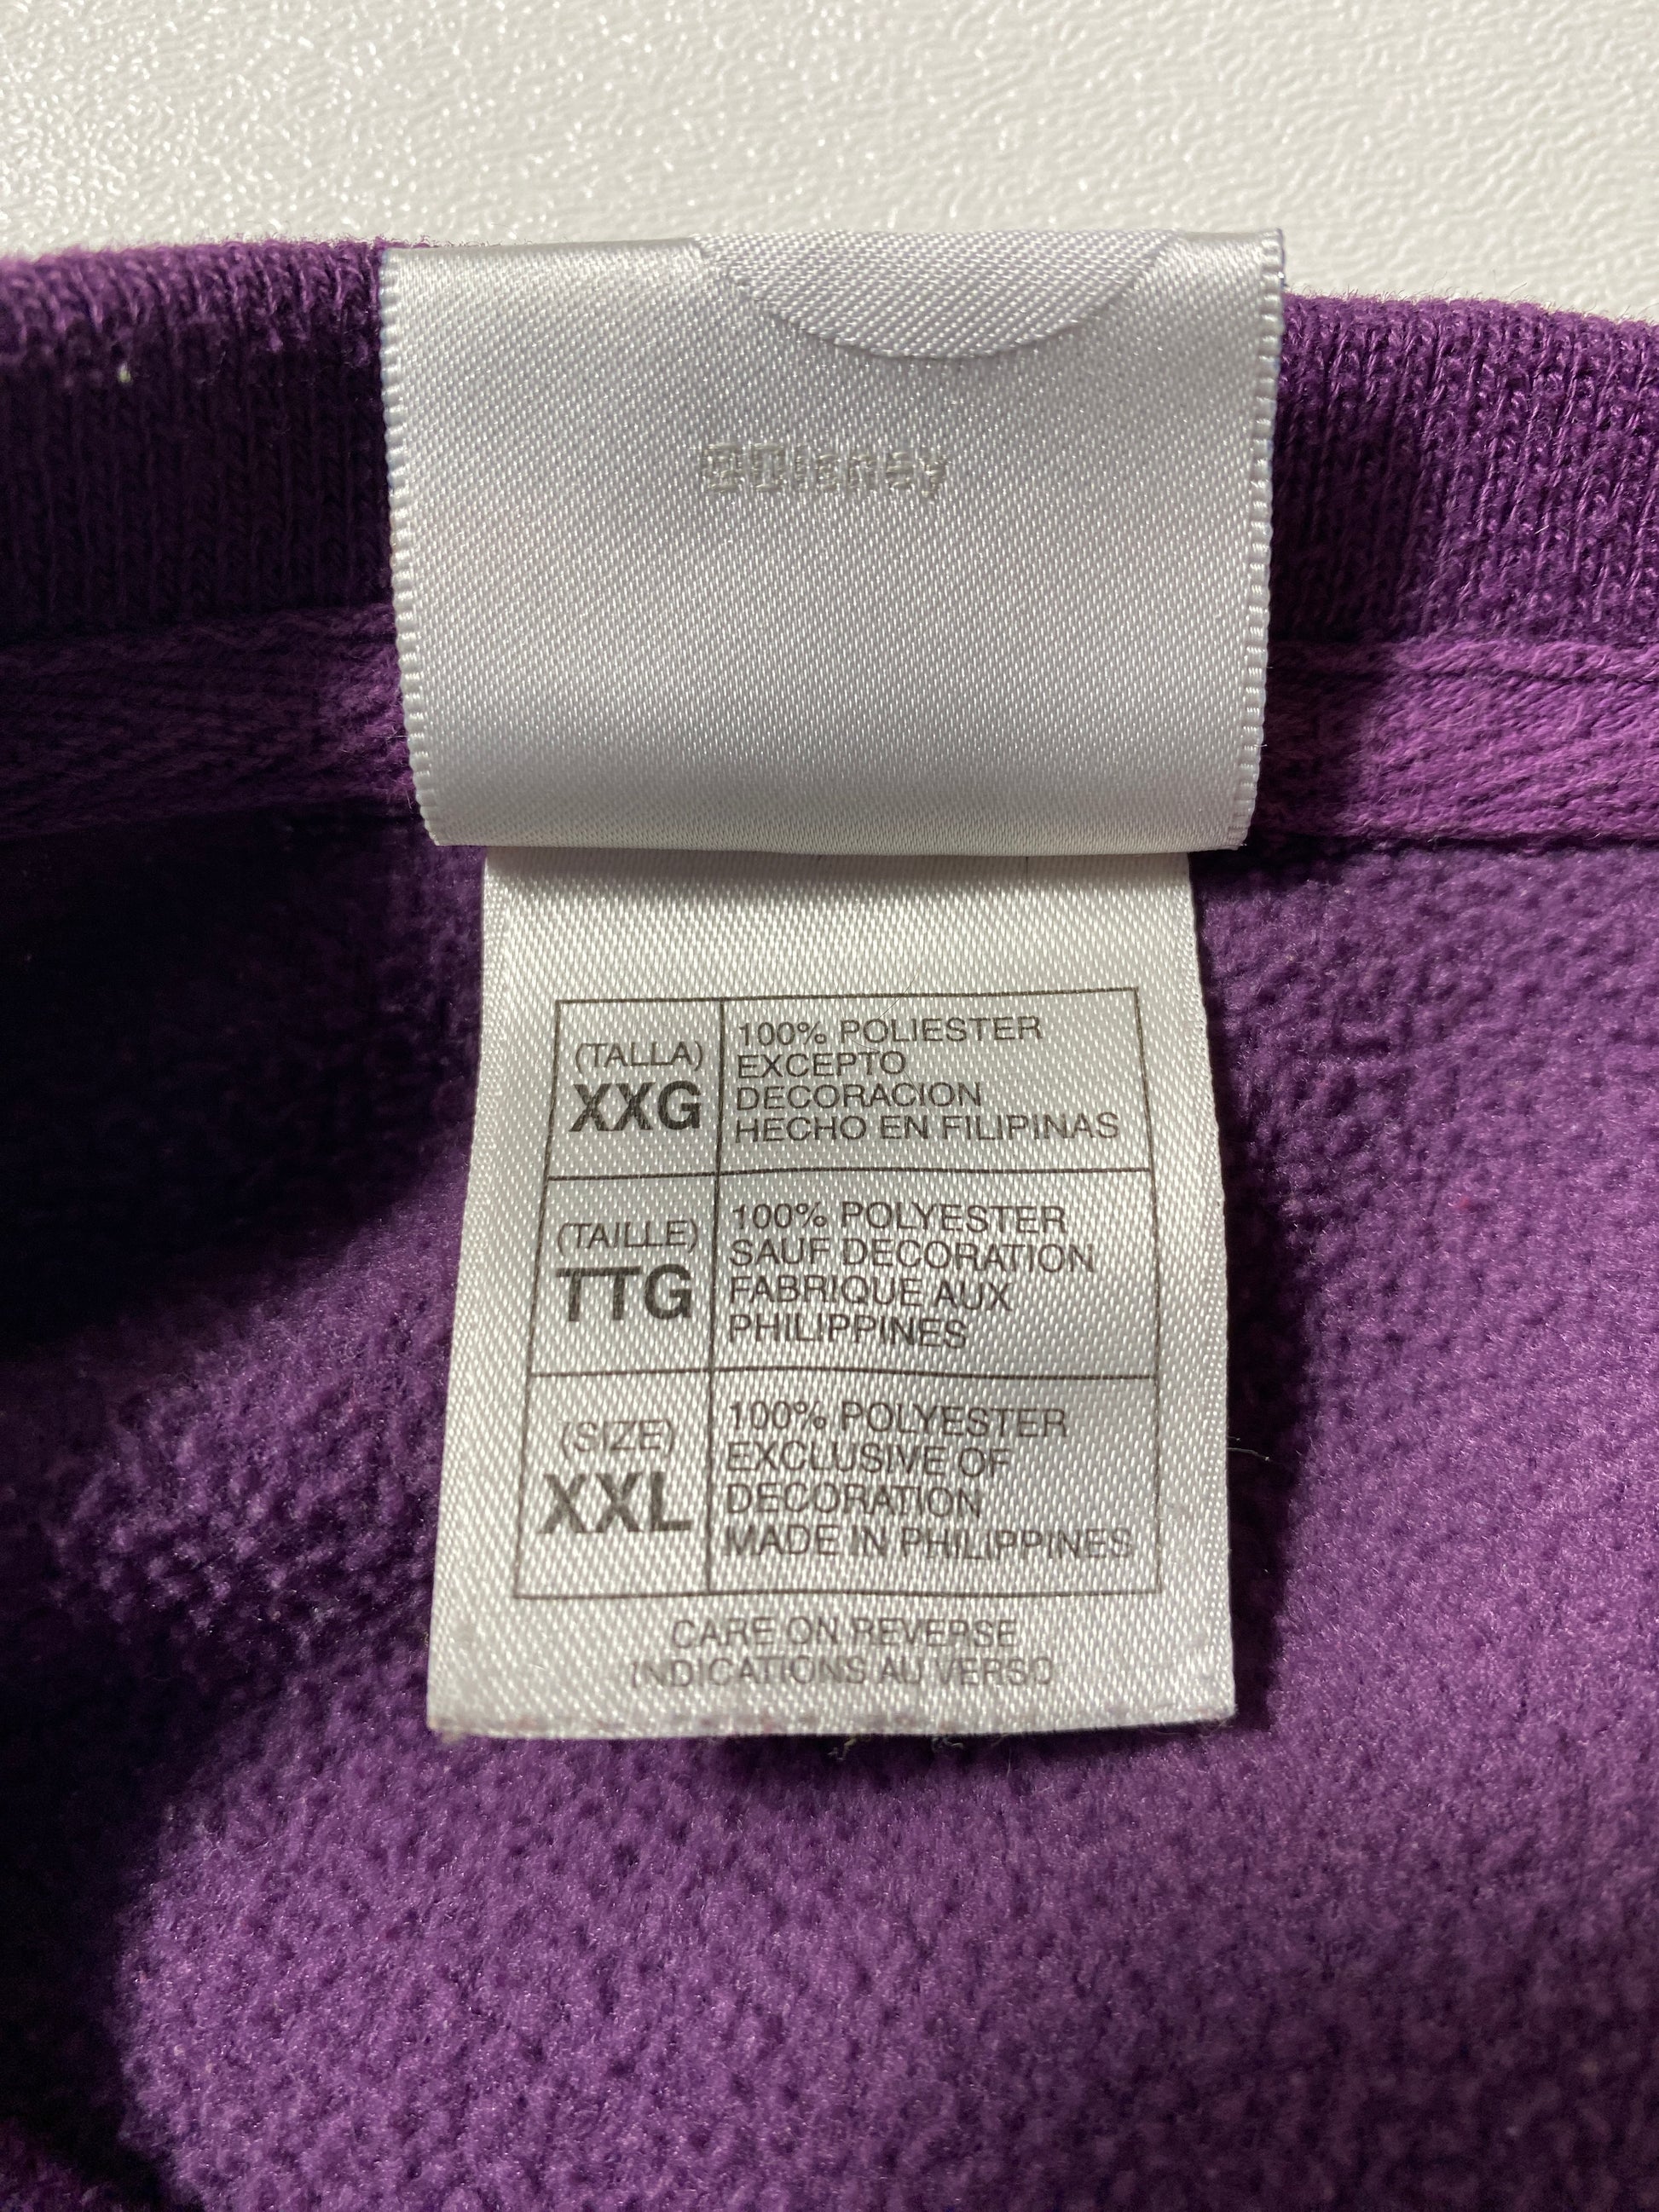 ©Disney
(TALLA)
XXG
100% POLIESTER
EXCEPTO
DECORACION
HECHO EN FILIPINAS
(TAILLE)
TTG
100% POLYESTER
SAUF DECORATION
FABRIQUE AUX
PHILIPPINES
(SIZE)
XXL
100% POLYESTER
EXCLUSIVE OF
DECORATION
MADE IN PHILIPPINES
CARE ON REVERSE
INDICATIONS AU VERSO